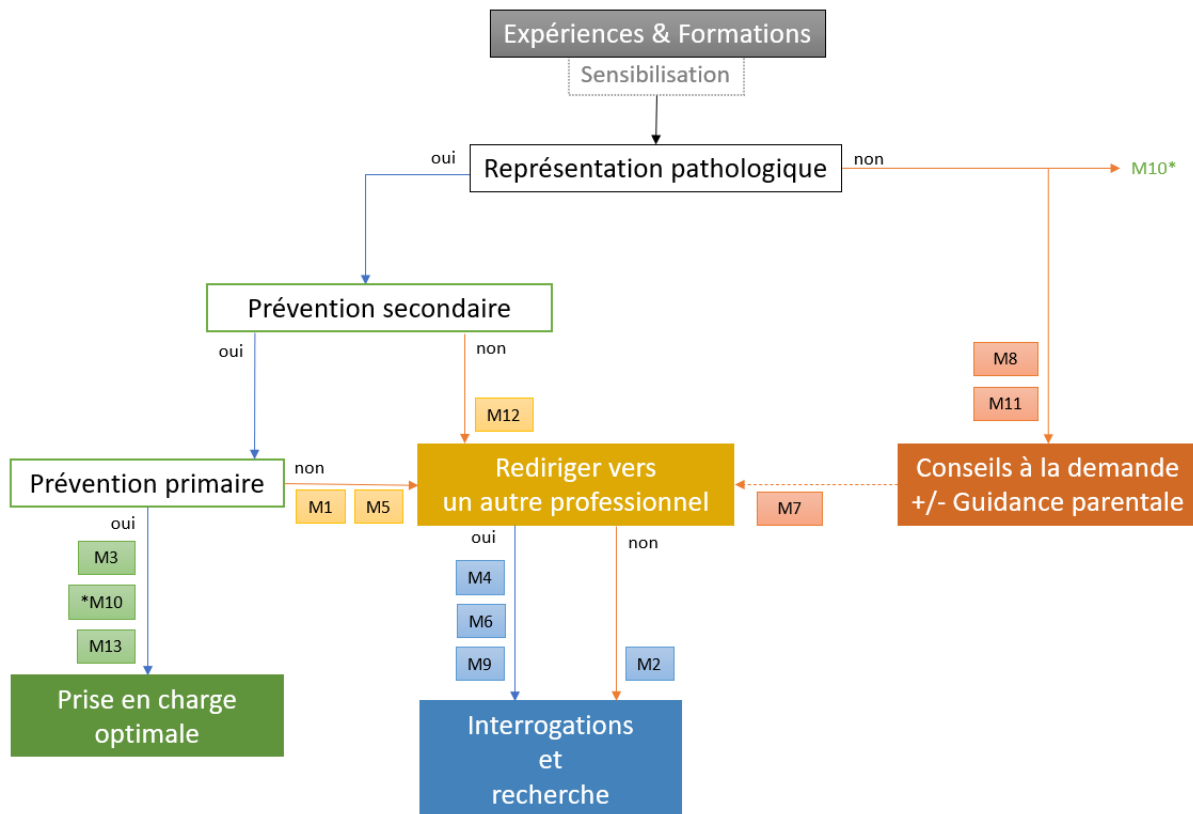 Expériences & Formations
Sensibilisation
oui
Représentation pathologique
non
M10*
Prévention secondaire
oui
non
M8
M11
M12
Prévention primaire
non
M1
M5
Rediriger vers
un autre professionnel
M7
Conseils à la demande
+/- Guidance parentale
oui
M3
*M10
M13
oui
non
M4
M6
M9
M2
Prise en charge
optimale
Interrogations
et
recherche